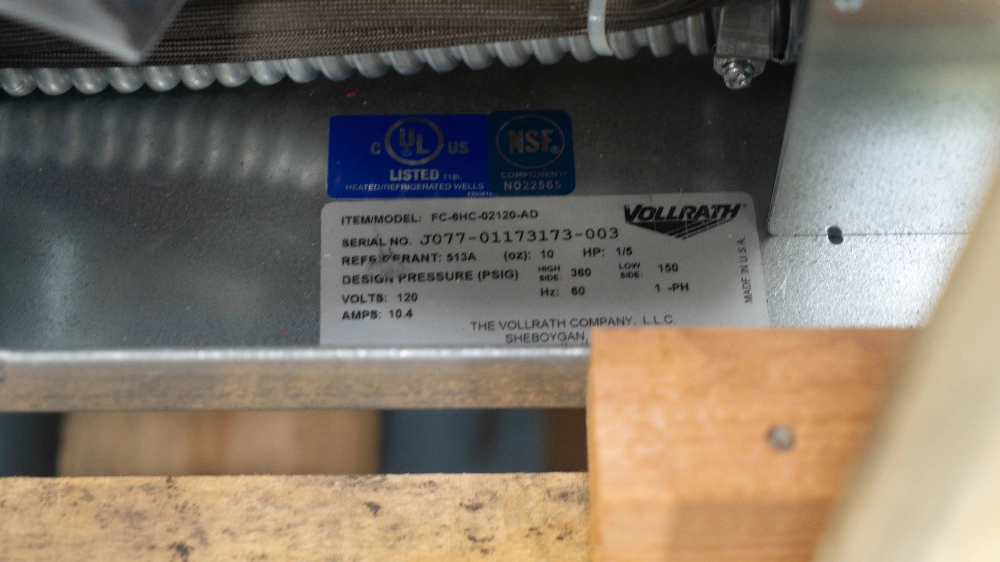 C UL US
LISTED 718L
HEATED/REFRIGERATED WELLS
NSF®
COMPONENT
NO22565
VOLLRATH®
ITEM/MODEL: FC-6HC-02120-AD
SERIAL NO. J077-01173173-003
REFRIGERANT: 513A (oz): 10 HP: 1/5
DESIGN PRESSURE (PSIG) HIGH SIDE: 360 LOW SIDE: 150
VOLTS: 120 Hz: 60 1 -PH
AMPS: 10.4
THE VOLLRATH COMPANY, L.L.C.
SHEBOYGAN,
MADE IN U.S.A.